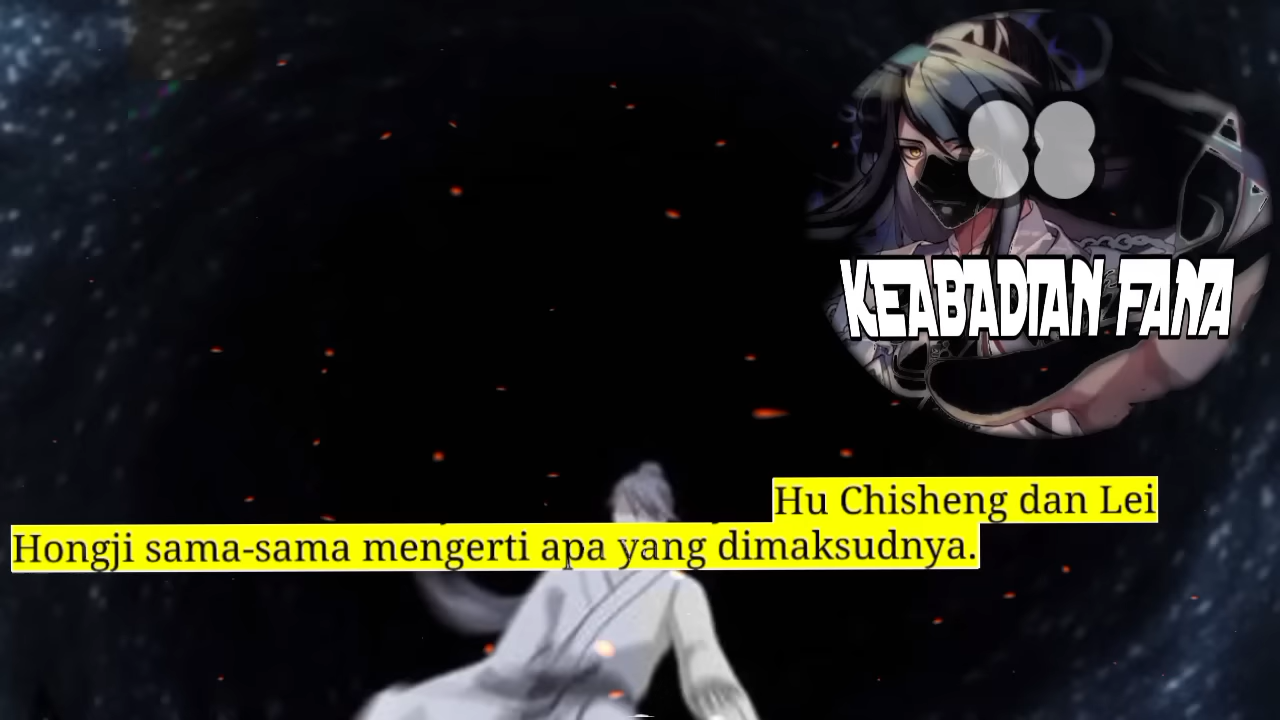 88
KEABADIAN FANA
Hu Chisheng dan Lei
Hongji sama-sama mengerti apa yang dimaksudnya.